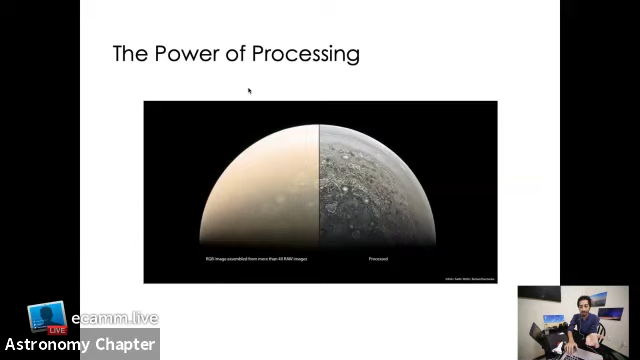 The Power of Processing
RGB image assembled from more than 40 RAW images
Processed
ecamm.live
LIVE
Astronomy Chapter